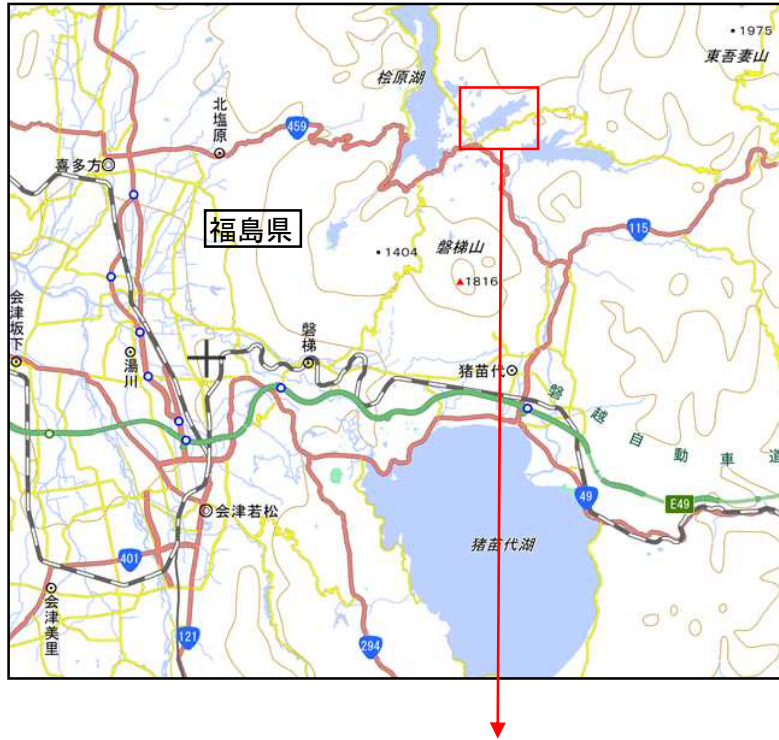 ・1975
東吾妻山
桧原湖
北塩原
459
喜多方
福島県
115
・1404
磐梯山
1816
会津坂下
磐梯
湯川
猪苗代
磐越自動車道
E49
49
会津若松
猪苗代湖
401
会津美里
121
294